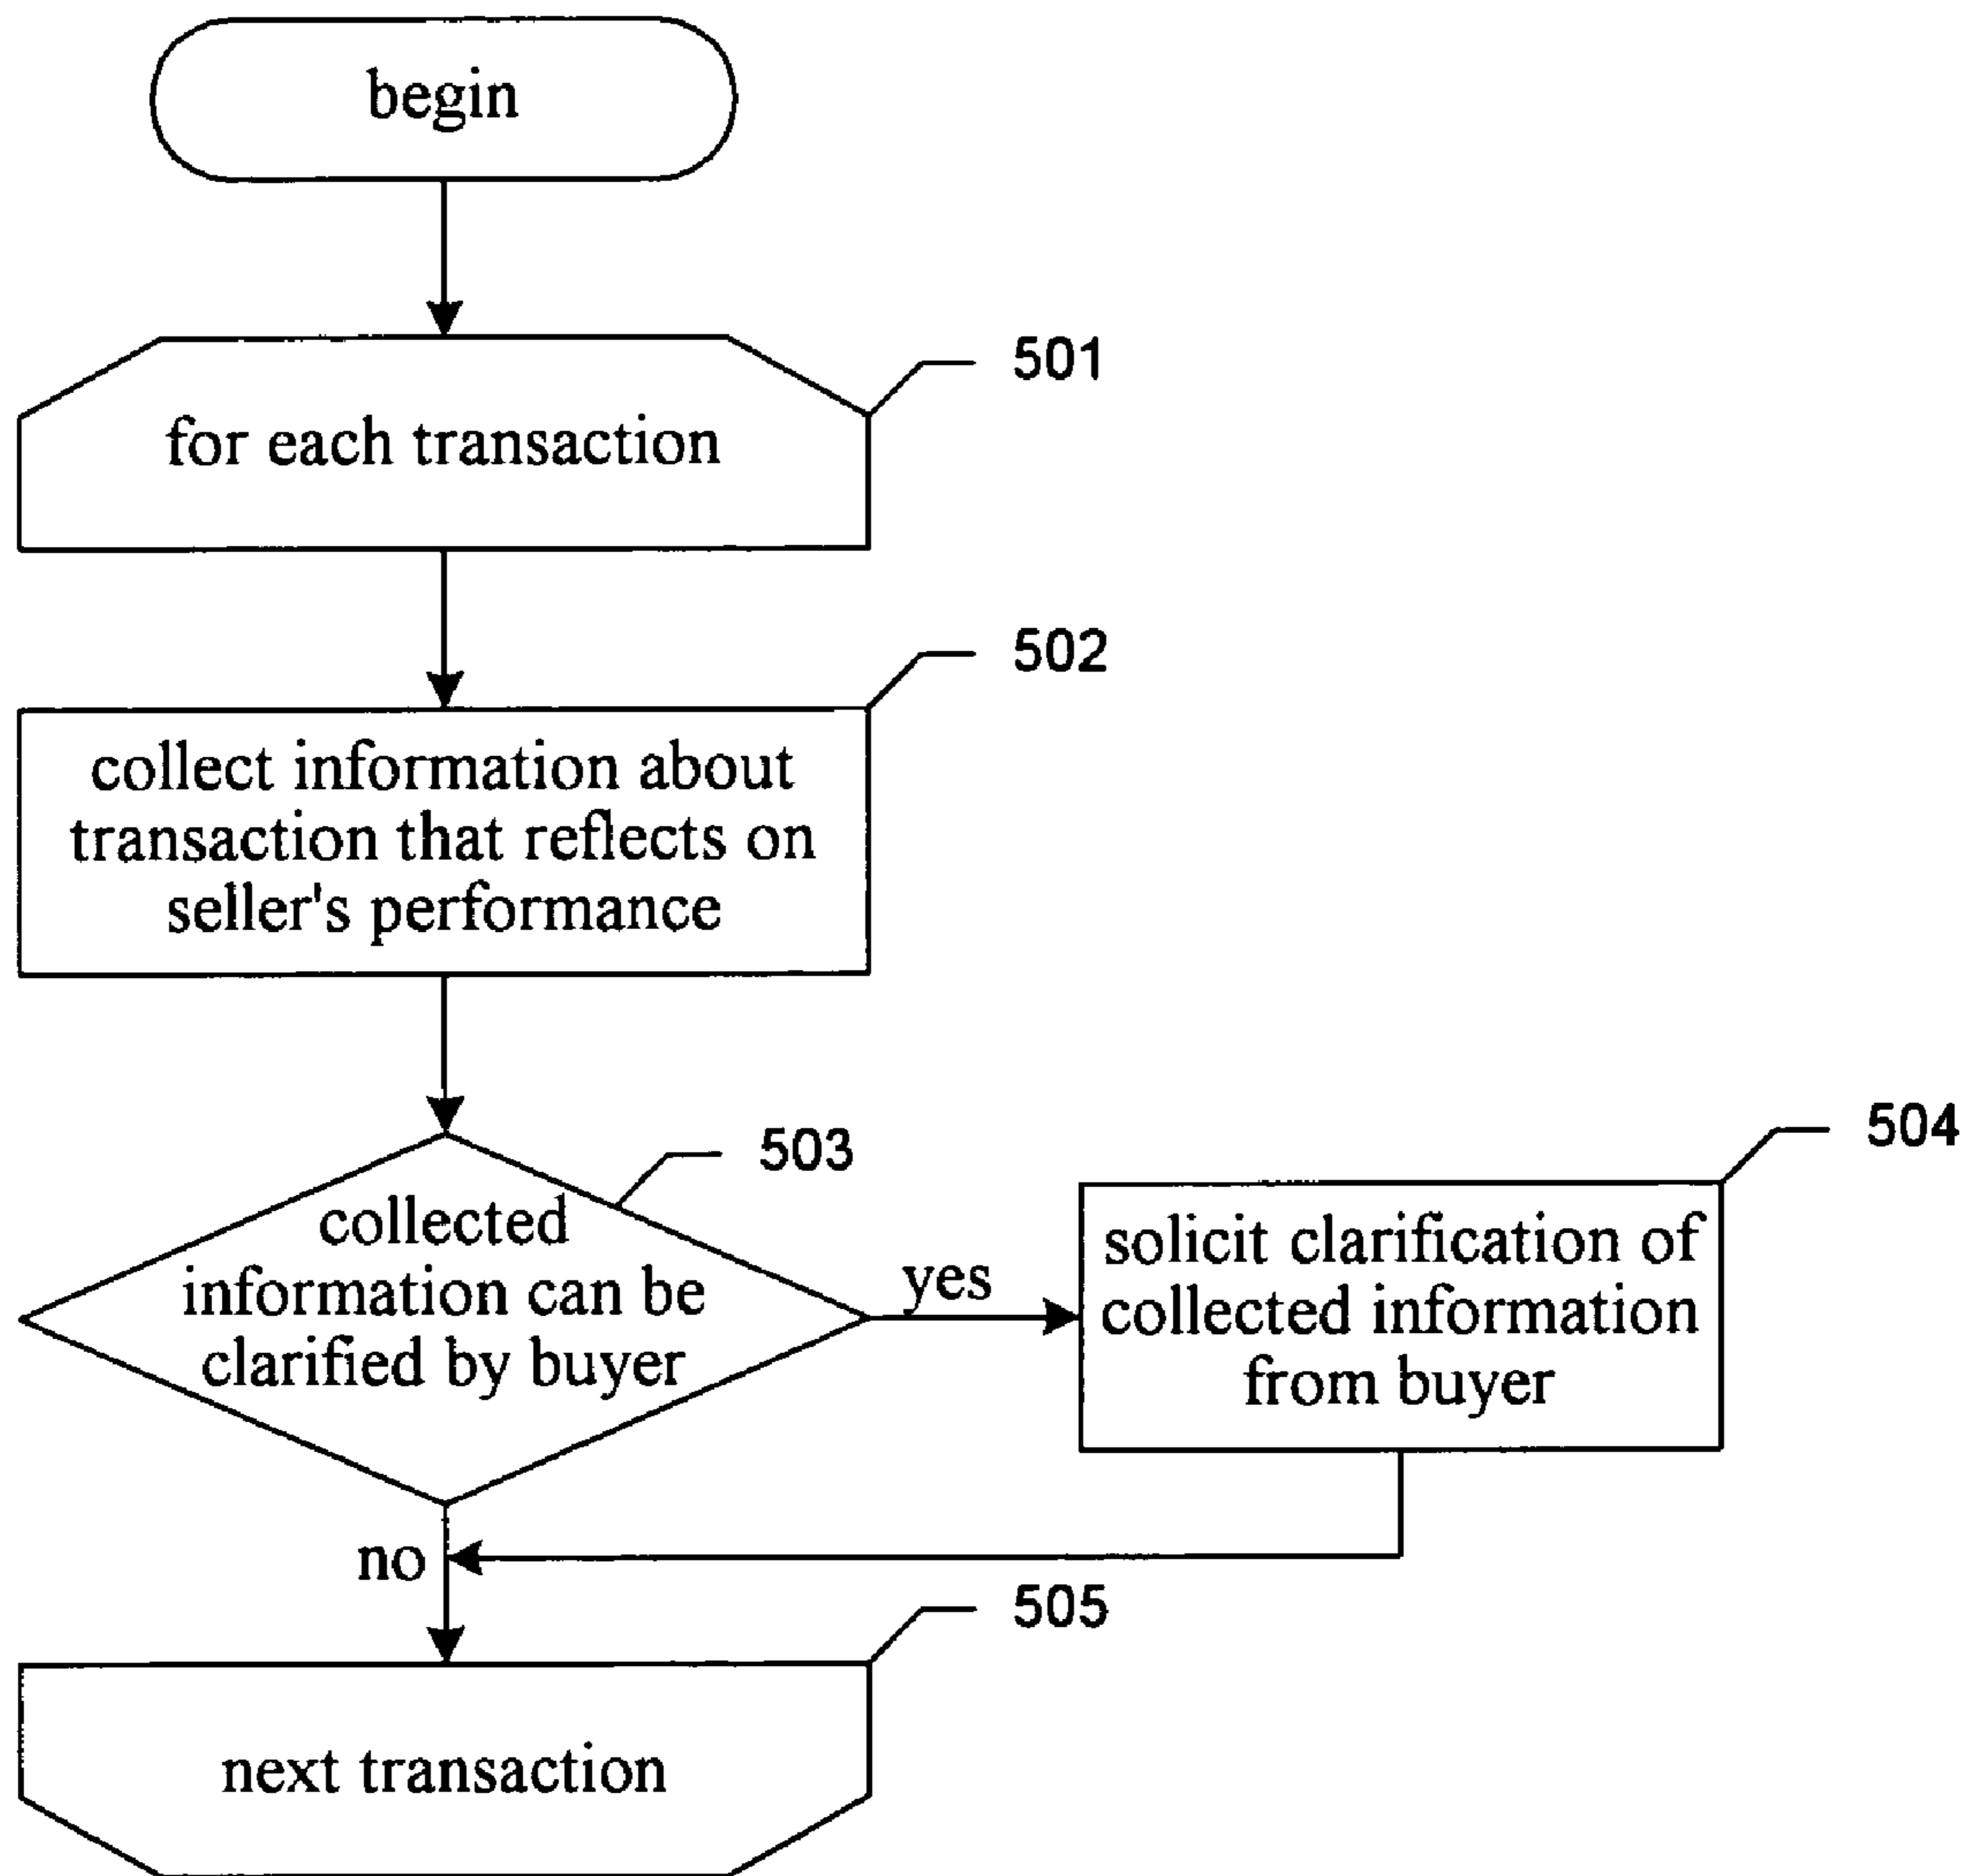 begin
501
for each transaction
502
collect information about
transaction that reflects on
seller's performance
503
collected
information can be
clarified by buyer
yes
504
solicit clarification of
collected information
from buyer
no
505
next transaction